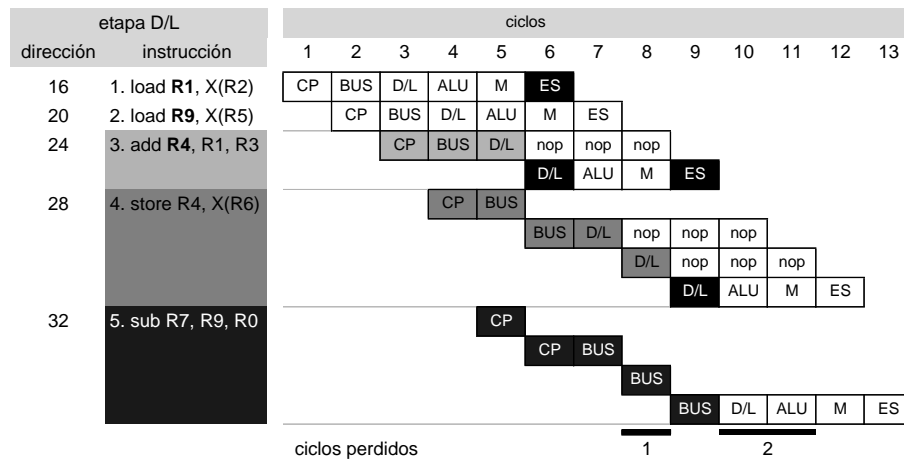 etapa D/L ciclos
dirección instrucción 1 2 3 4 5 6 7 8 9 10 11 12 13
16 1. load R1, X(R2) CP BUS D/L ALU M ES
20 2. load R9, X(R5) CP BUS D/L ALU M ES
24 3. add R4, R1, R3 CP BUS D/L nop nop nop
D/L ALU M ES
28 4. store R4, X(R6) CP BUS
BUS D/L nop nop nop
D/L nop nop nop
D/L ALU M ES
32 5. sub R7, R9, R0 CP
CP BUS
BUS
BUS D/L ALU M ES
ciclos perdidos 1 2